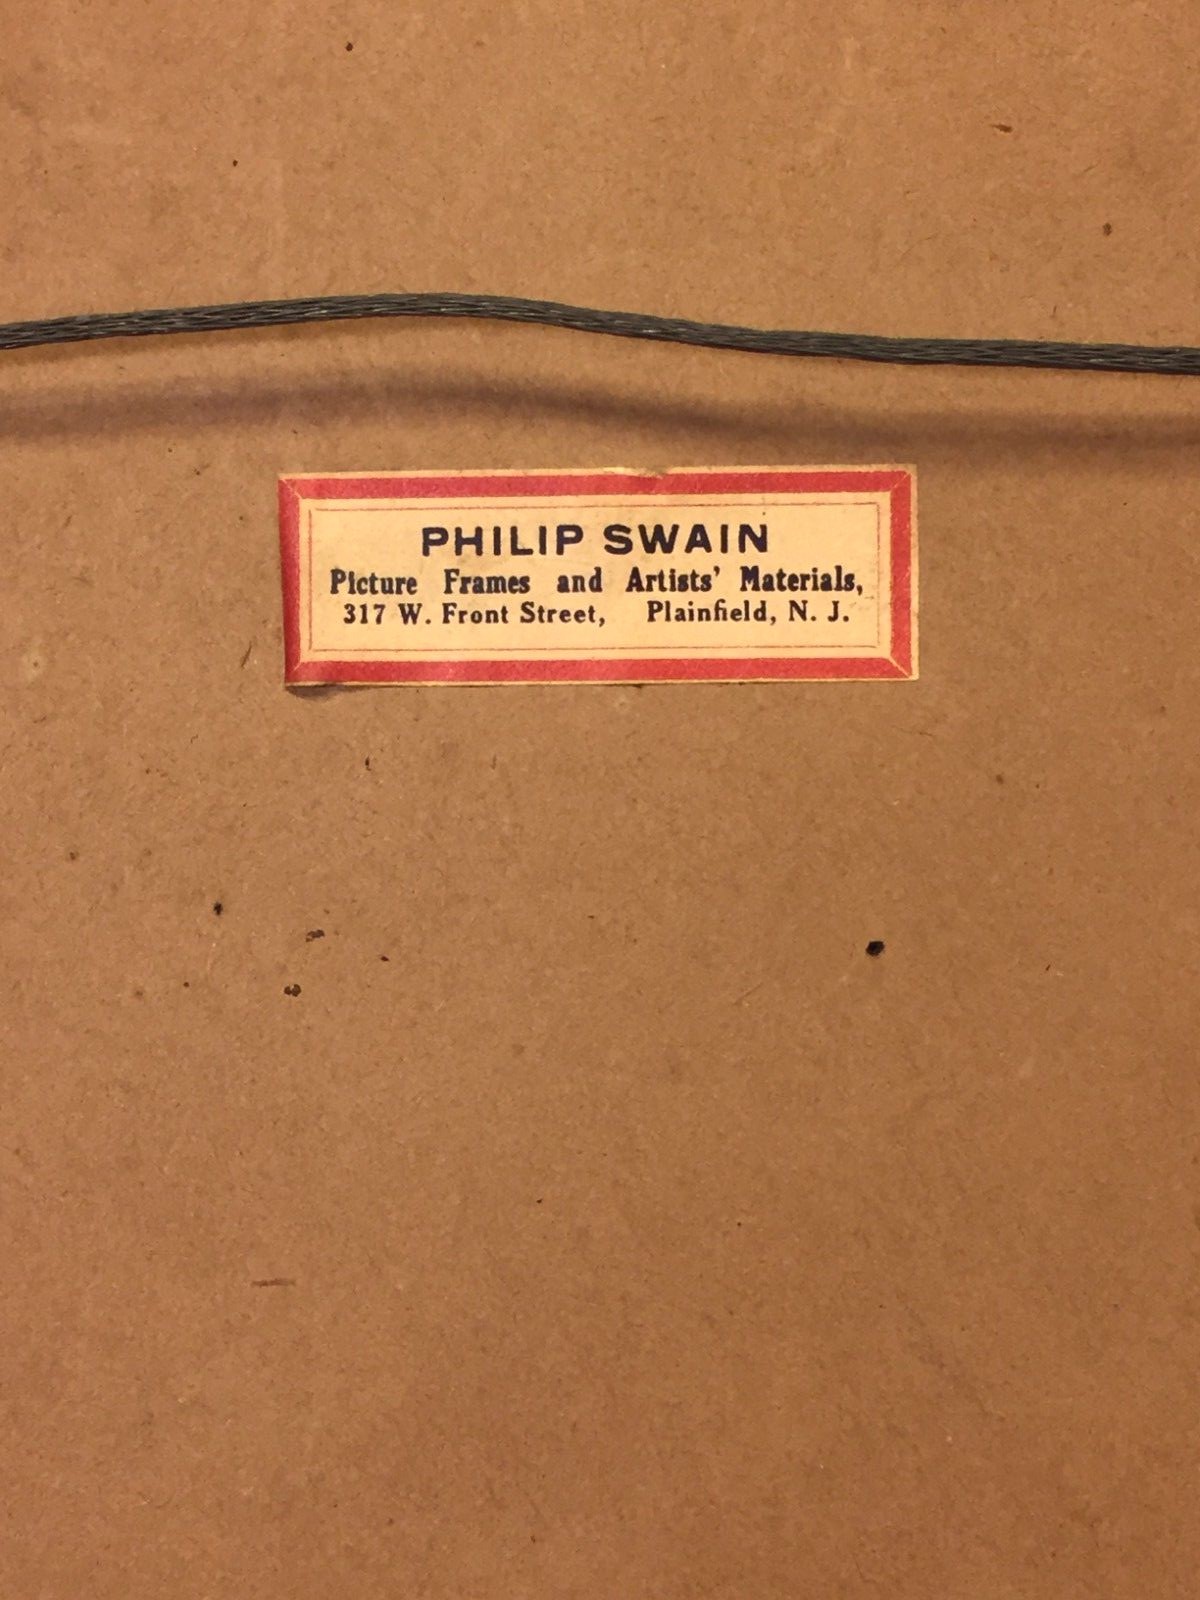 PHILIP SWAIN
Picture Frames and Artists' Materials,
317 W. Front Street, Plainfield, N. J.